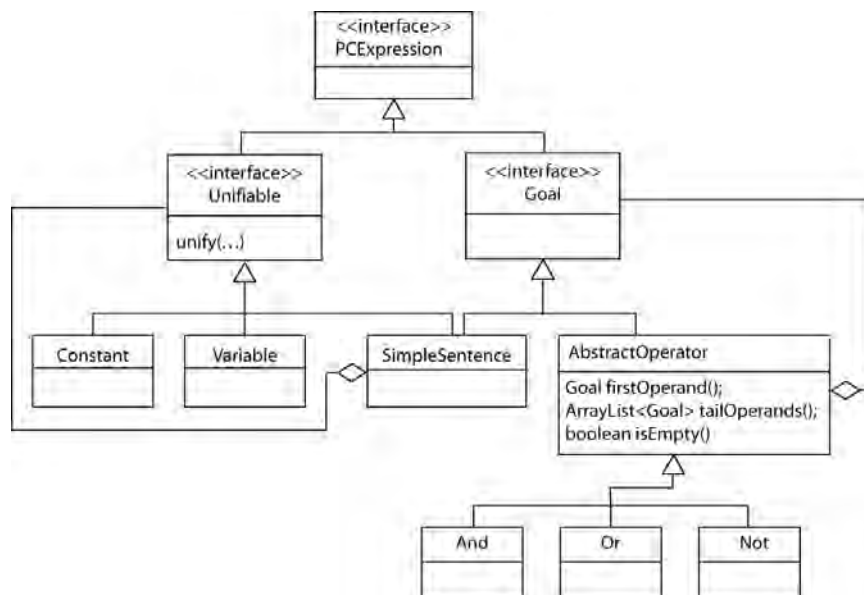 <<interface>>
PCExpression
<<interface>>
Unifiable
unify(...)
<<interface>>
Goal
Constant
Variable
SimpleSentence
AbstractOperator
Goal firstOperand();
ArrayList<Goal> tailOperands();
boolean isEmpty()
And
Or
Not